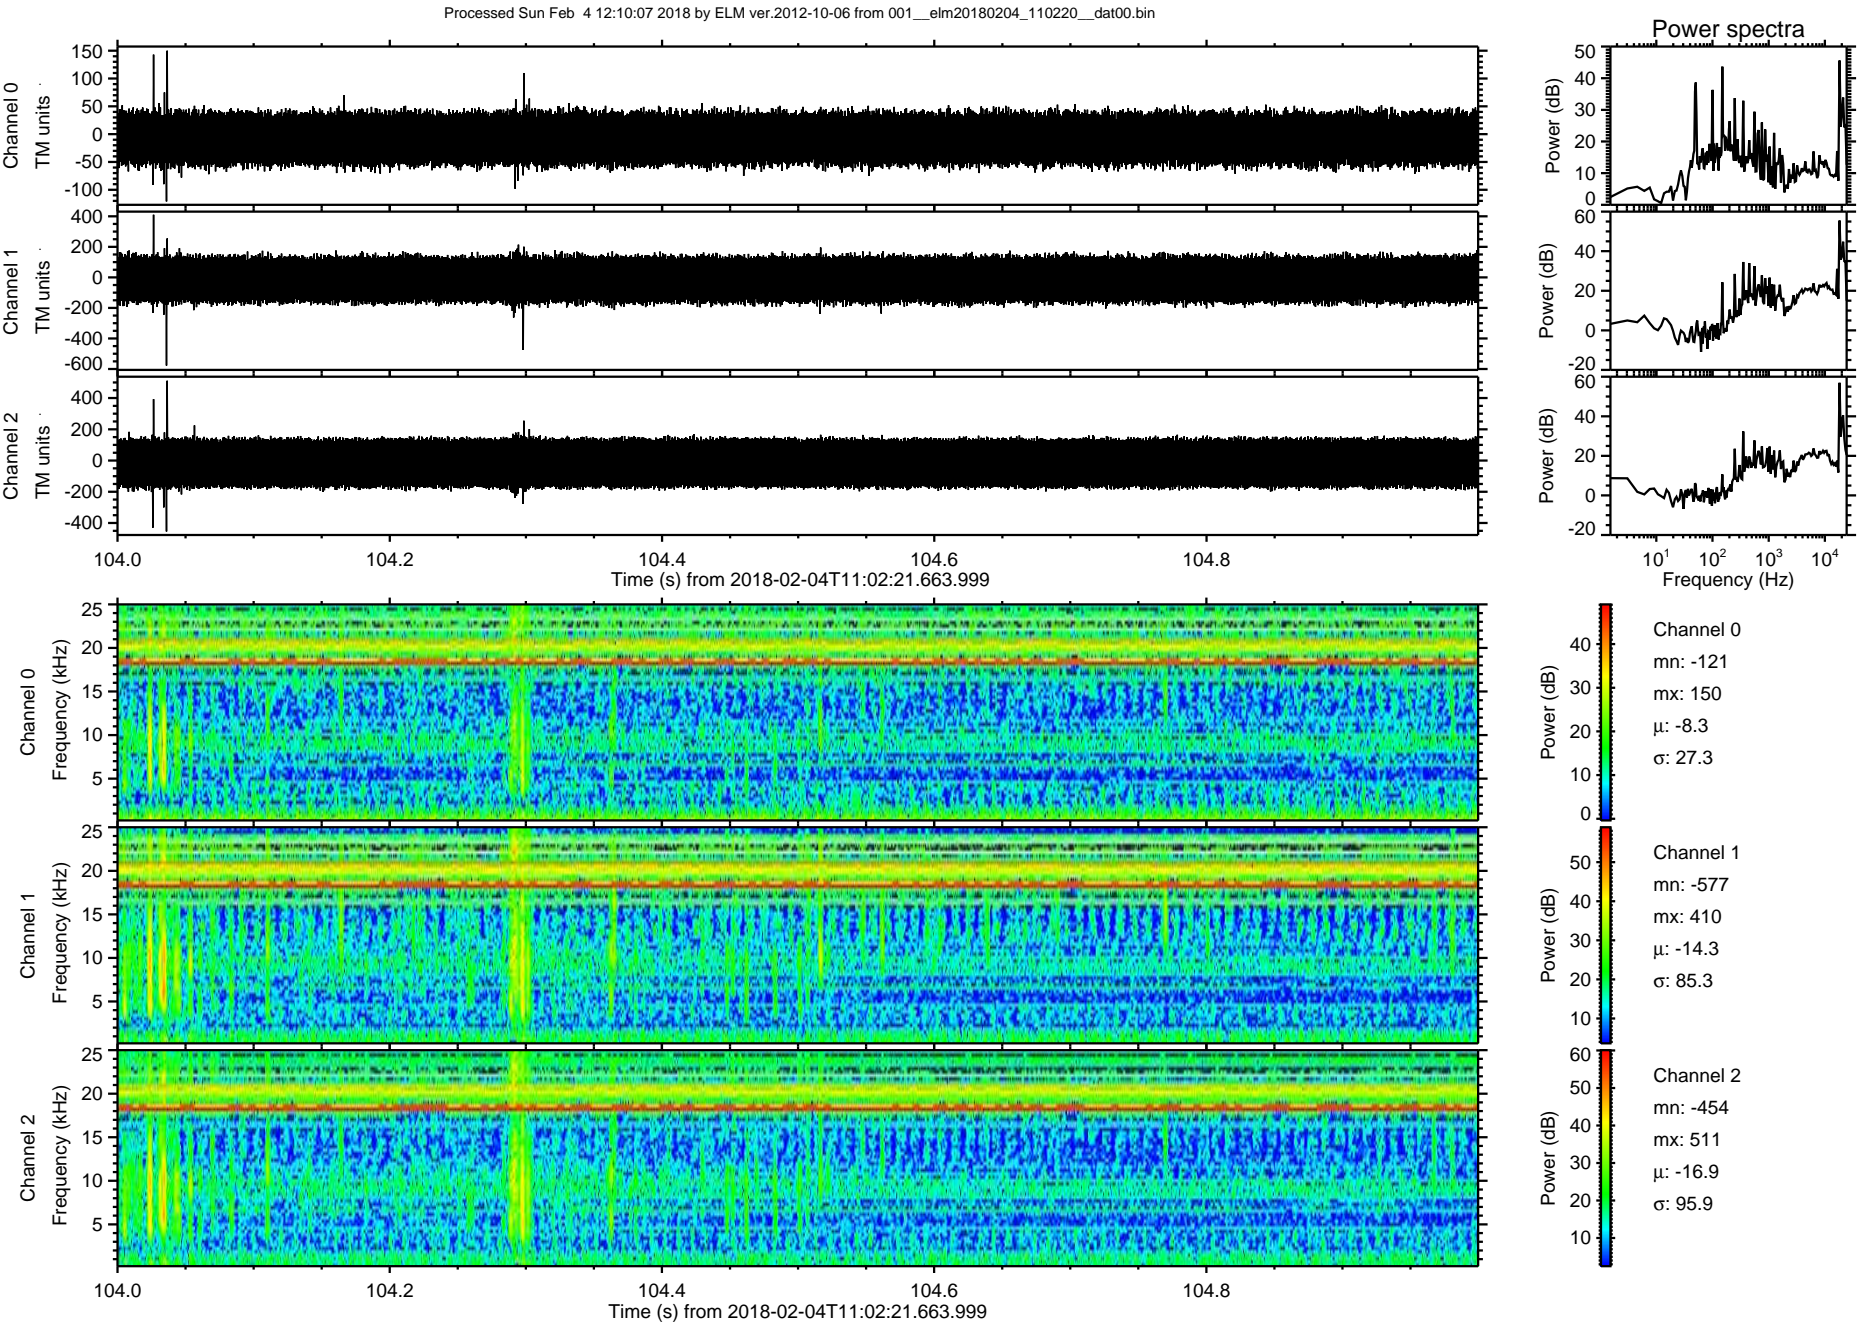 Processed Sun Feb  4 12:10:07 2018 by ELM ver.2012-10-06 from 001__elm20180204_110220__dat00.bin
Power spectra
Channel 0
TM units
150
100
50
0
-50
-100
Power (dB)
50
40
30
20
10
0
Channel 1
TM units
400
200
0
-200
-400
-600
Power (dB)
60
40
20
0
-20
Channel 2
TM units
400
200
0
-200
-400
Power (dB)
60
40
20
0
-20
104.0 104.2 104.4 104.6 104.8
Time (s) from 2018-02-04T11:02:21.663.999
10¹ 10² 10³ 10⁴
Frequency (Hz)
Channel 0
Frequency (kHz)
25
20
15
10
5
Power (dB)
40
30
20
10
0
Channel 0
mn: -121
mx: 150
µ: -8.3
σ: 27.3
Channel 1
Frequency (kHz)
25
20
15
10
5
Power (dB)
50
40
30
20
10
Channel 1
mn: -577
mx: 410
µ: -14.3
σ: 85.3
Channel 2
Frequency (kHz)
25
20
15
10
5
Power (dB)
60
50
40
30
20
10
Channel 2
mn: -454
mx: 511
µ: -16.9
σ: 95.9
104.0 104.2 104.4 104.6 104.8
Time (s) from 2018-02-04T11:02:21.663.999